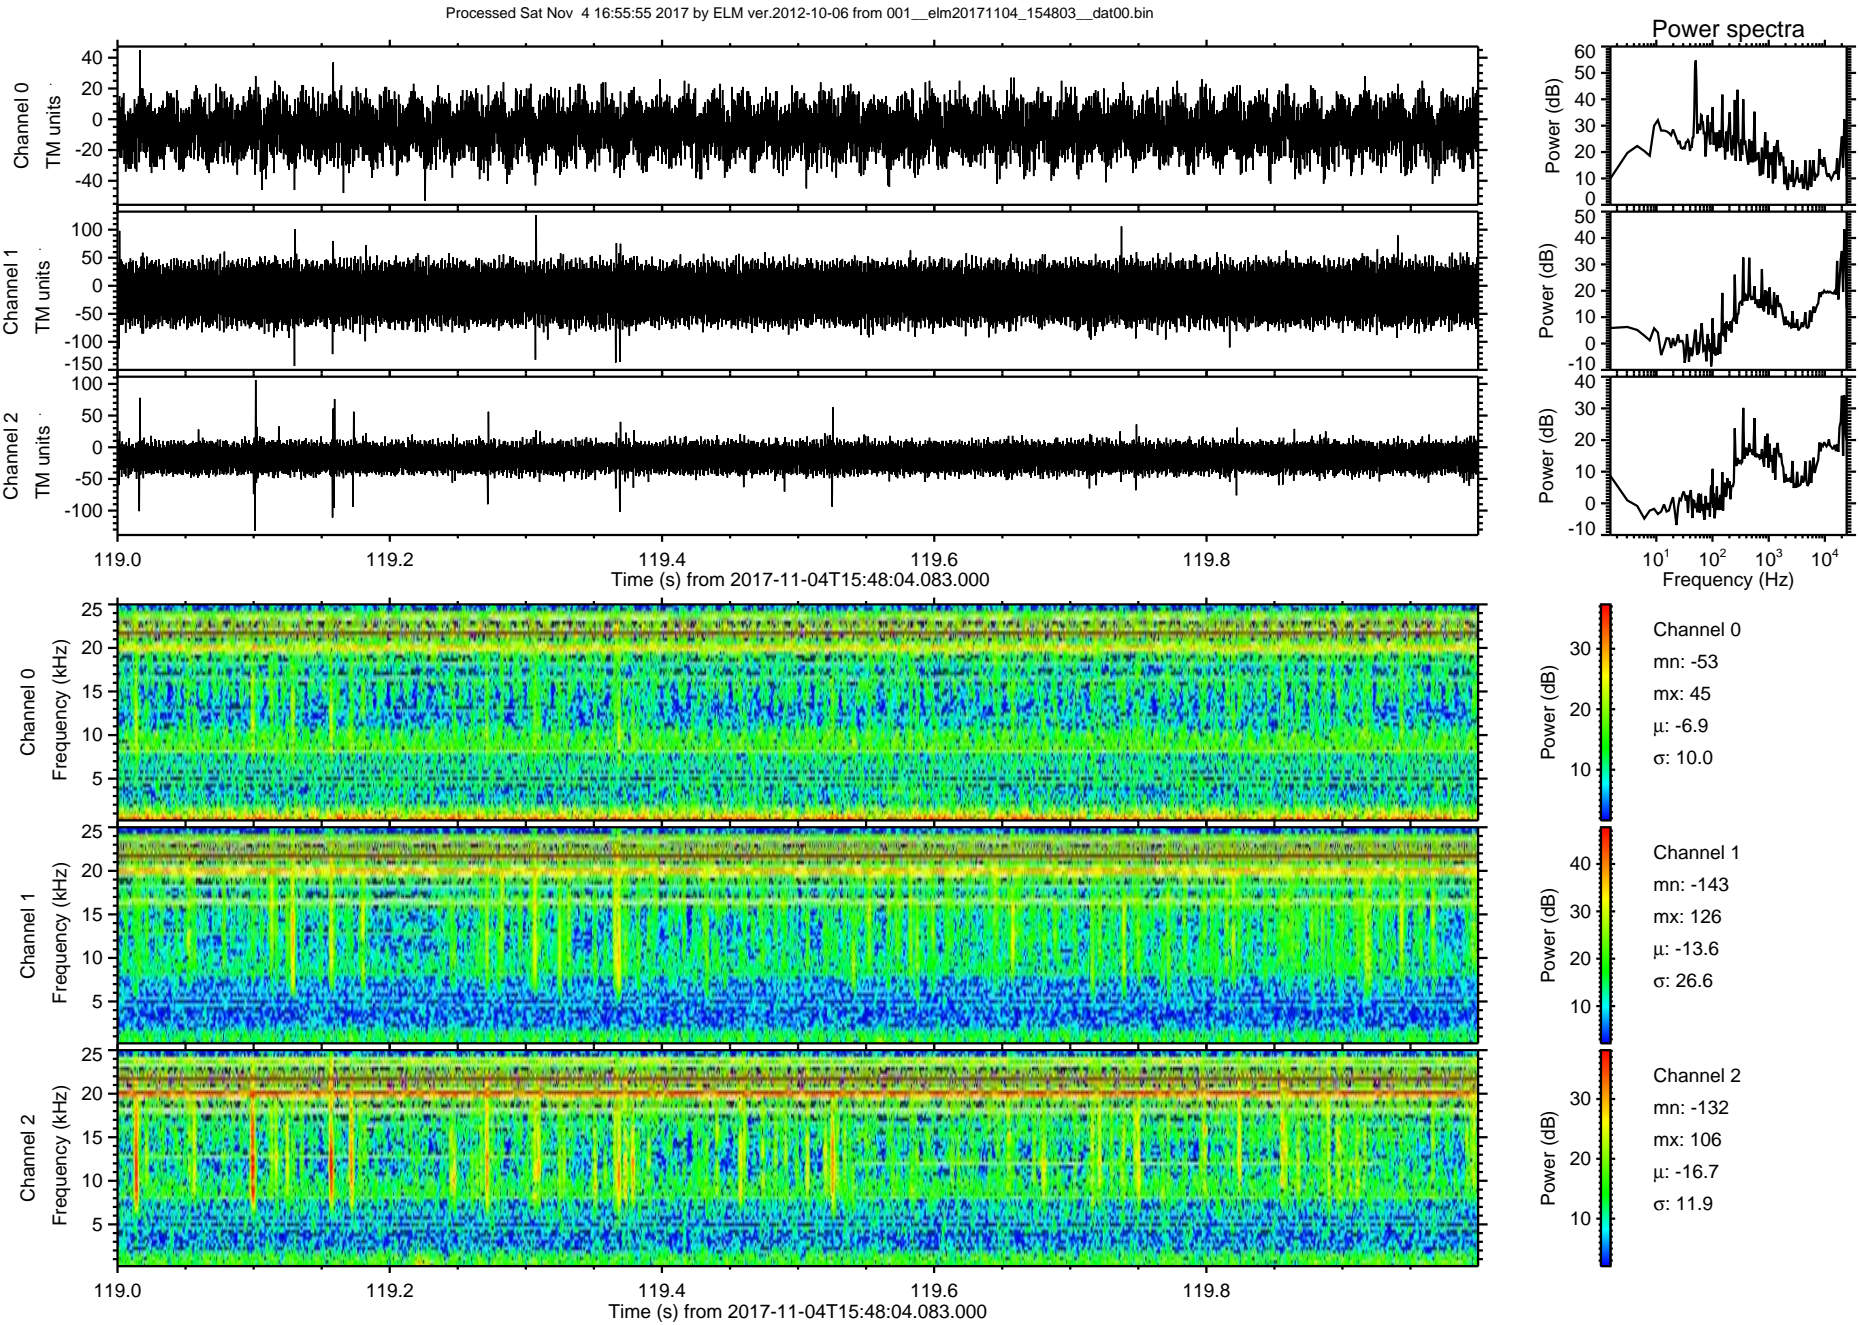 Processed Sat Nov  4 16:55:55 2017 by ELM ver.2012-10-06 from 001__elm20171104_154803__dat00.bin
Power spectra
Channel 0
TM units
40
20
0
-20
-40
Power (dB)
60
50
40
30
20
10
0
Channel 1
TM units
100
50
0
-50
-100
-150
Power (dB)
50
40
30
20
10
0
-10
Channel 2
TM units
100
50
0
-50
-100
Power (dB)
40
30
20
10
0
-10
119.0 119.2 119.4 119.6 119.8
Time (s) from 2017-11-04T15:48:04.083.000
10¹ 10² 10³ 10⁴
Frequency (Hz)
Channel 0
Frequency (kHz)
25
20
15
10
5
Power (dB)
30
20
10
Channel 0
mn: -53
mx: 45
μ: -6.9
σ: 10.0
Channel 1
Frequency (kHz)
25
20
15
10
5
Power (dB)
40
30
20
10
Channel 1
mn: -143
mx: 126
μ: -13.6
σ: 26.6
Channel 2
Frequency (kHz)
25
20
15
10
5
Power (dB)
30
20
10
Channel 2
mn: -132
mx: 106
μ: -16.7
σ: 11.9
119.0 119.2 119.4 119.6 119.8
Time (s) from 2017-11-04T15:48:04.083.000